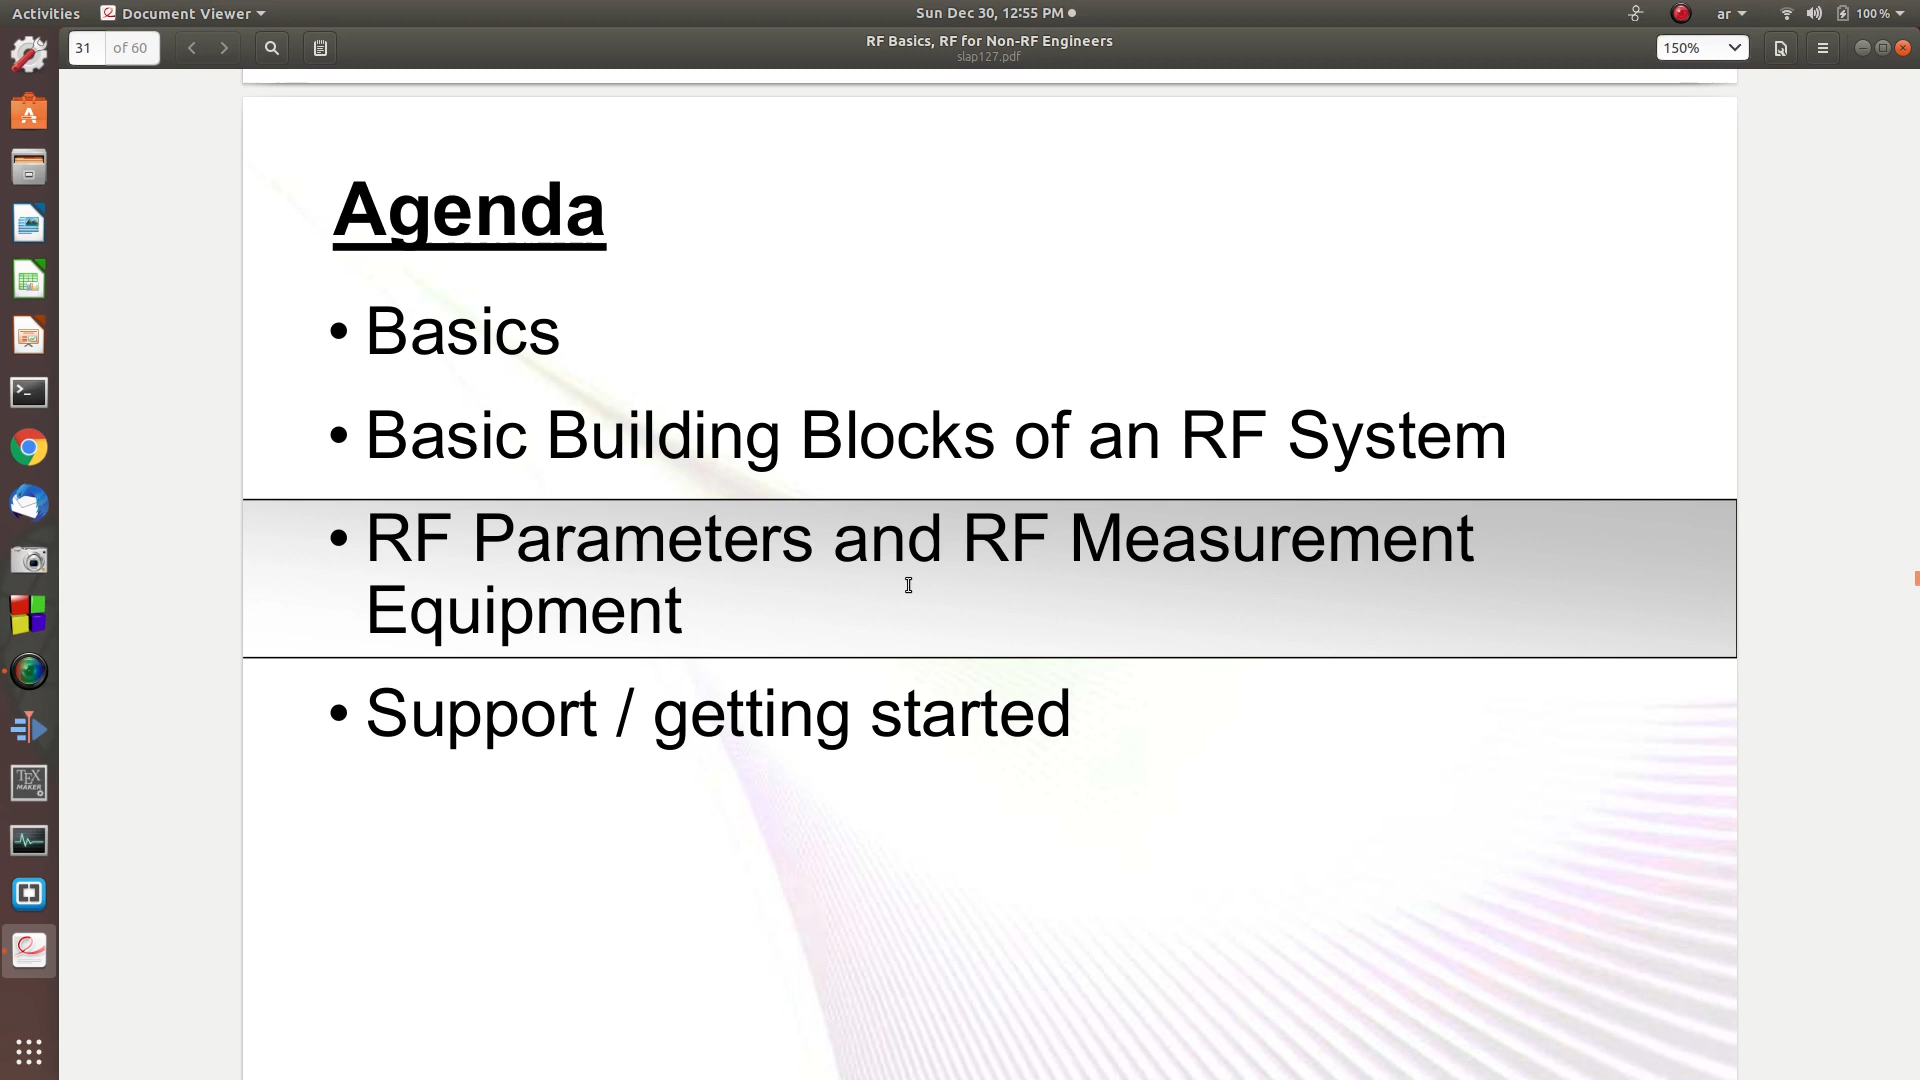 Activities Document Viewer Sun Dec 30, 12:55 PM ar 100 %
31 of 60 RF Basics, RF for Non-RF Engineers 150%
slap127.pdf
Agenda
• Basics
• Basic Building Blocks of an RF System
• RF Parameters and RF Measurement
Equipment
• Support / getting started
TEX
MAKER